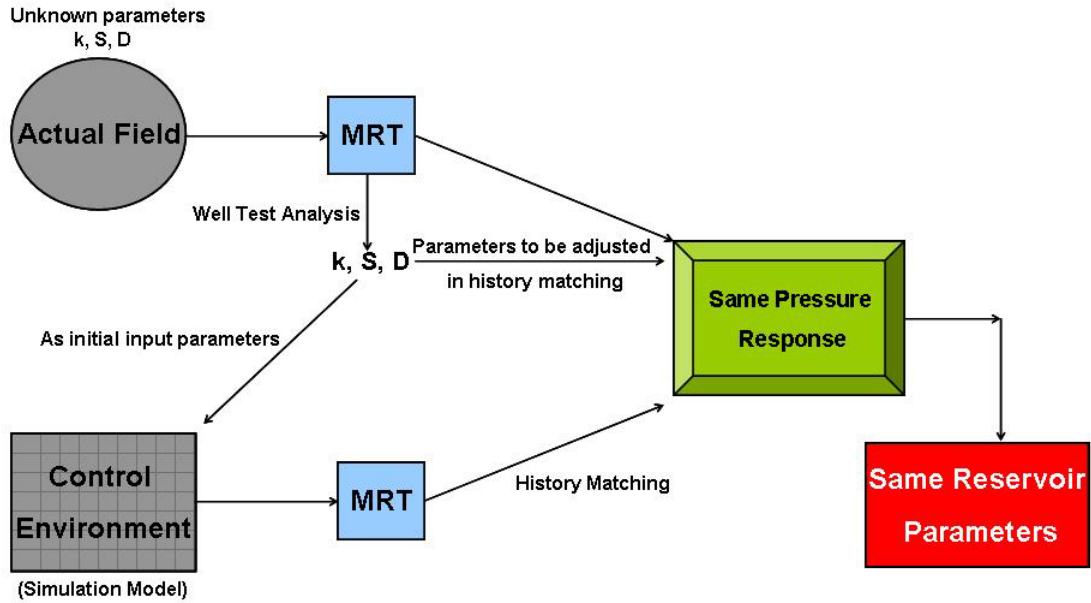 Unknown parameters
k, S, D
Actual Field
MRT
Well Test Analysis
k, S, D
Parameters to be adjusted
in history matching
Same Pressure
Response
As initial input parameters
Control
Environment
(Simulation Model)
MRT
History Matching
Same Reservoir
Parameters